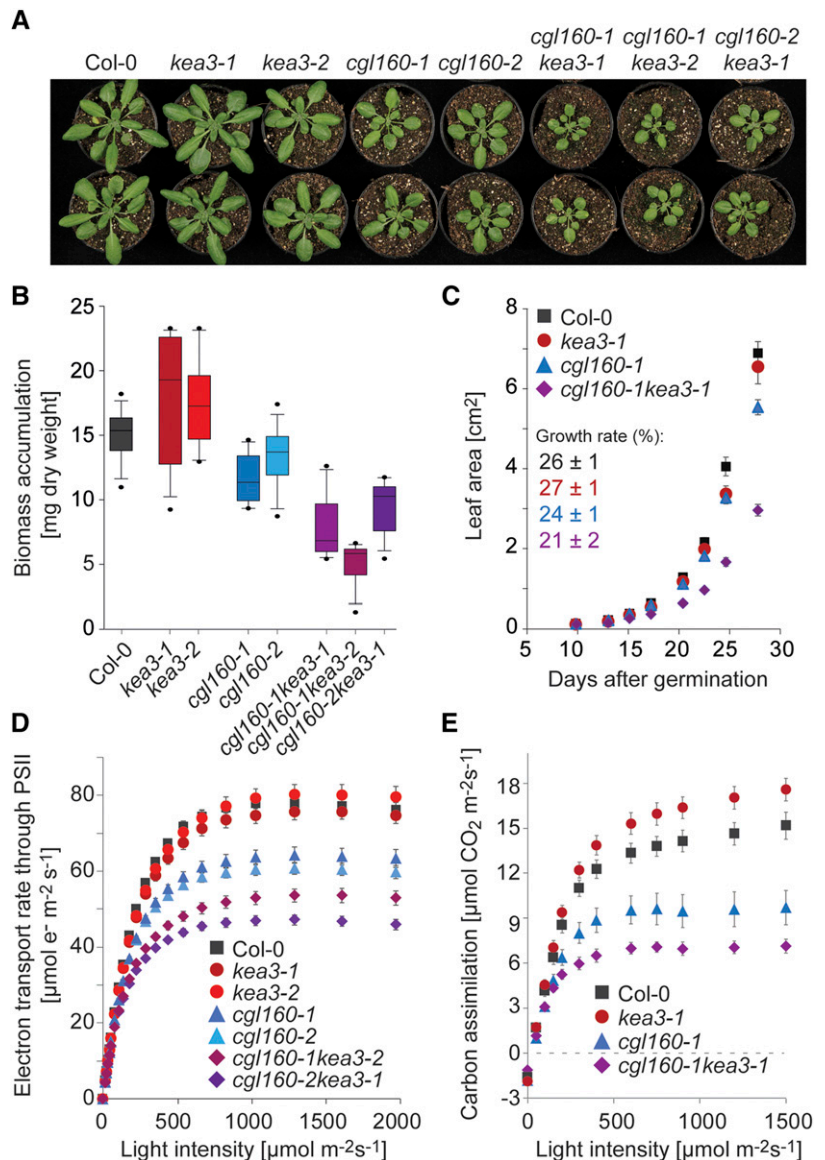 A
Col-0 kea3-1 kea3-2 cgl160-1 cgl160-2 cgl160-1 kea3-1 cgl160-1 kea3-2 cgl160-2 kea3-1
B
Biomass accumulation
[mg dry weight]
25
20
15
10
5
0
Col-0
kea3-1
kea3-2
cgl160-1
cgl160-2
cgl160-1kea3-1
cgl160-1kea3-2
cgl160-2kea3-1
C
Leaf area [cm²]
8
6
4
2
0
Col-0
kea3-1
cgl160-1
cgl160-1kea3-1
Growth rate (%):
26 ± 1
27 ± 1
24 ± 1
21 ± 2
5 10 15 20 25 30
Days after germination
D
Electron transport rate through PSII
[µmol e- m-2 s-1]
80
60
40
20
0
Col-0
kea3-1
kea3-2
cgl160-1
cgl160-2
cgl160-1kea3-2
cgl160-2kea3-1
0 500 1000 1500 2000
Light intensity [µmol m-2s-1]
E
Carbon assimilation [µmol CO₂ m-2s-1]
18
15
12
9
6
3
0
-3
Col-0
kea3-1
cgl160-1
cgl160-1kea3-1
0 500 1000 1500
Light intensity [µmol m-2s-1]